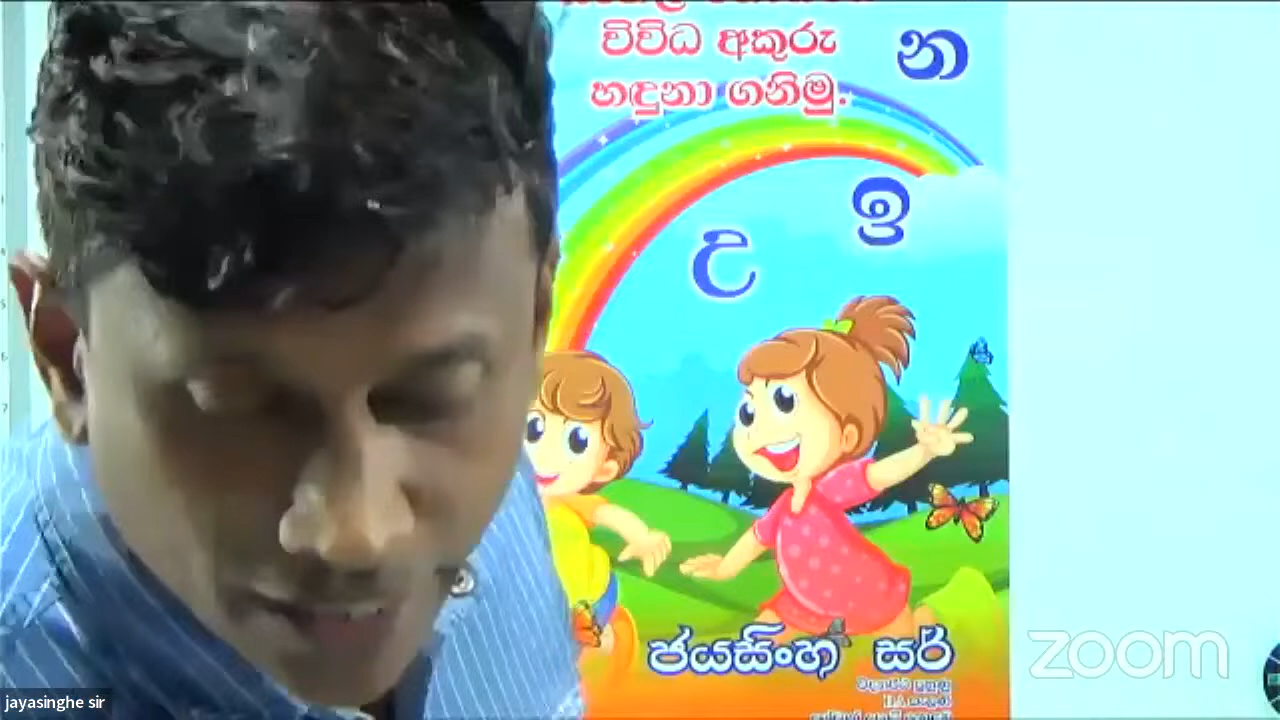 විවිධ අකුරු
හඳුනා ගනිමු.
න
ඉ
උ
ජයසිංහ සර්
zoom
jayasinghe sir